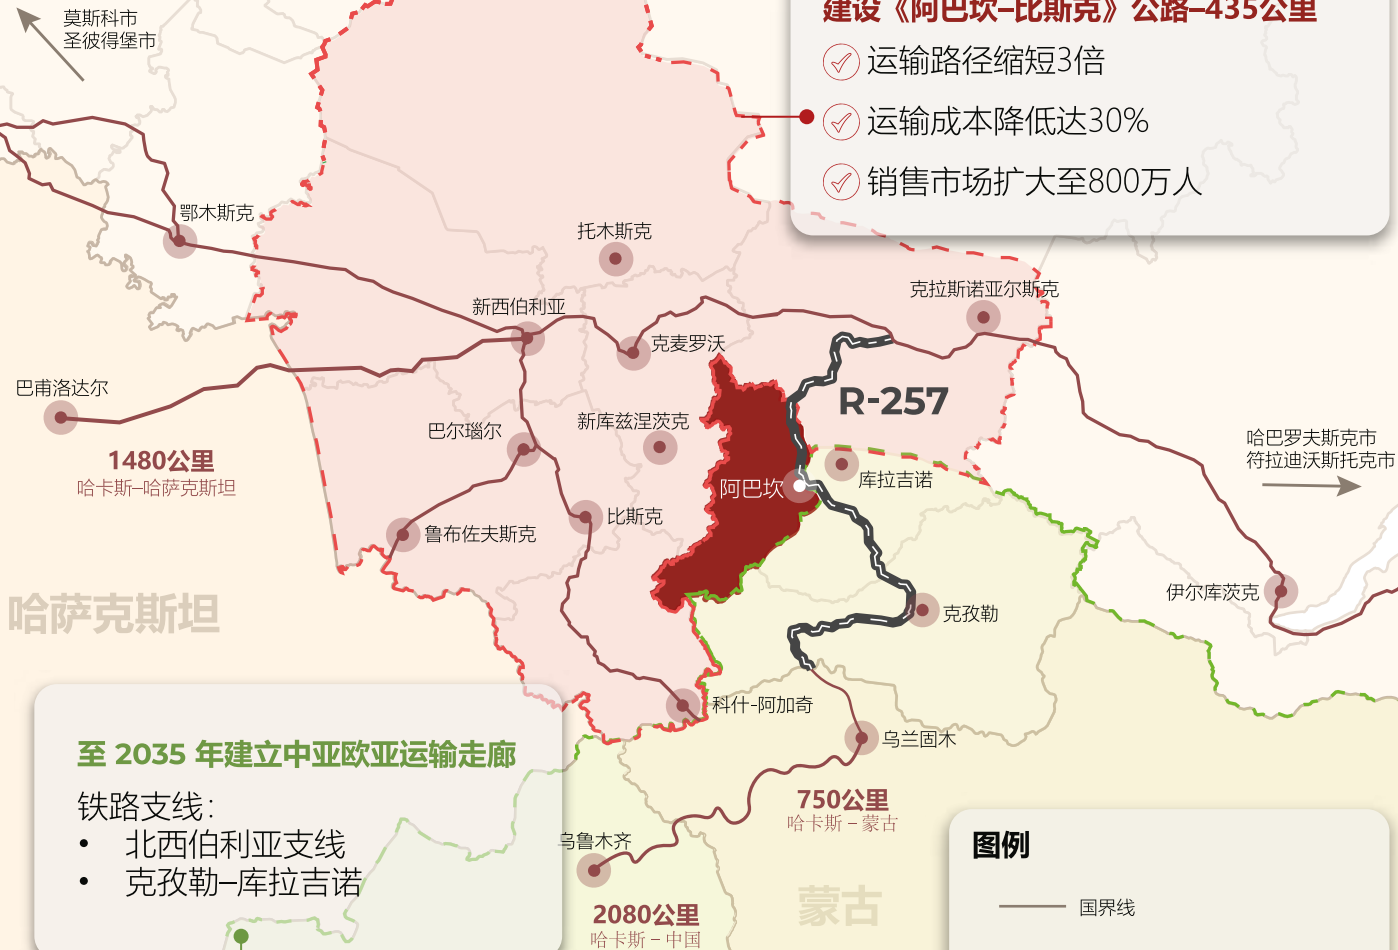 莫斯科市
圣彼得堡市
建设《阿巴坎–比斯克》公路–435公里
运输路径缩短3倍
运输成本降低达30%
销售市场扩大至800万人
鄂木斯克
托木斯克
新西伯利亚
克拉斯诺亚尔斯克
克麦罗沃
巴甫洛达尔
R-257
巴尔瑙尔
新库兹涅茨克
哈巴罗夫斯克市
符拉迪沃斯托克市
1480公里
哈卡斯–哈萨克斯坦
阿巴坎
库拉吉诺
鲁布佐夫斯克
比斯克
伊尔库茨克
哈萨克斯坦
克孜勒
科什-阿加奇
乌兰固木
至 2035 年建立中亚欧亚运输走廊
铁路支线:
• 北西伯利亚支线
• 克孜勒–库拉吉诺
750公里
哈卡斯 – 蒙古
乌鲁木齐
蒙古
2080公里
哈卡斯 – 中国
图例
国界线